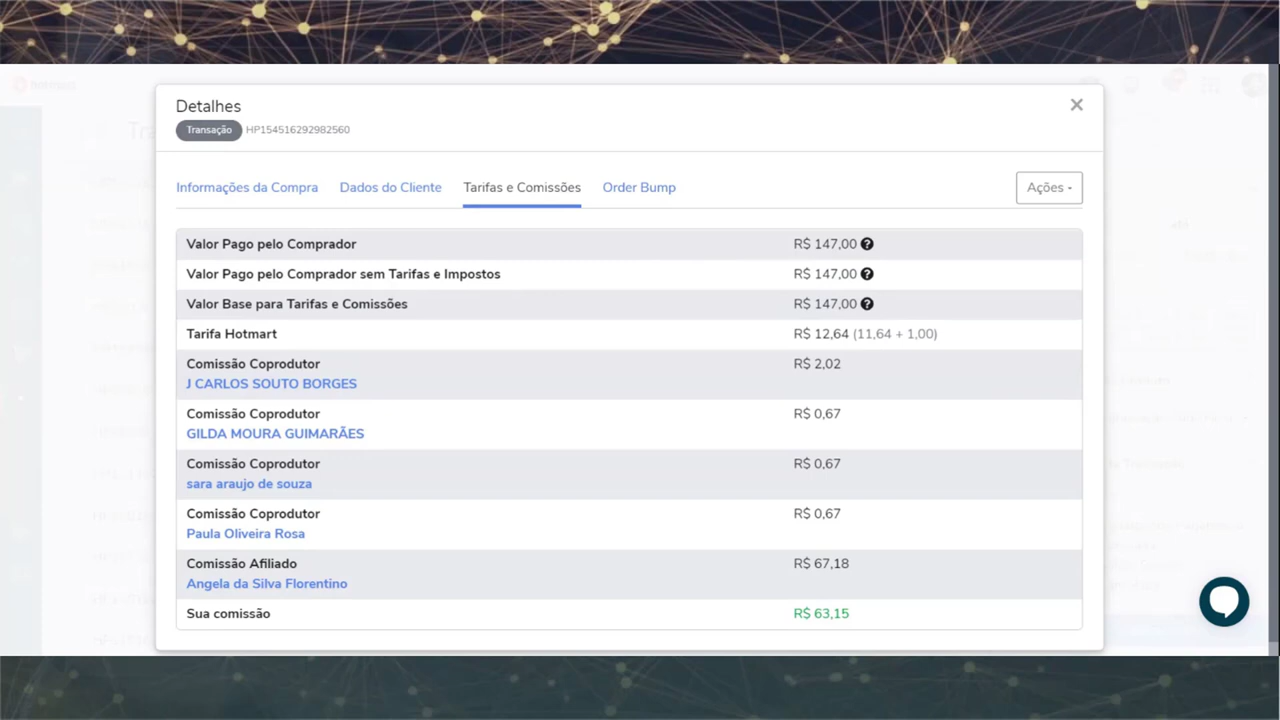 Detalhes
Transação HP154516292982560
Informações da Compra Dados do Cliente Tarifas e Comissões Order Bump Ações
Valor Pago pelo Comprador R$ 147,00
Valor Pago pelo Comprador sem Tarifas e Impostos R$ 147,00
Valor Base para Tarifas e Comissões R$ 147,00
Tarifa Hotmart R$ 12,64 (11,64 + 1,00)
Comissão Coprodutor R$ 2,02
J CARLOS SOUTO BORGES
Comissão Coprodutor R$ 0,67
GILDA MOURA GUIMARÃES
Comissão Coprodutor R$ 0,67
sara araujo de souza
Comissão Coprodutor R$ 0,67
Paula Oliveira Rosa
Comissão Afiliado R$ 67,18
Angela da Silva Florentino
Sua comissão R$ 63,15